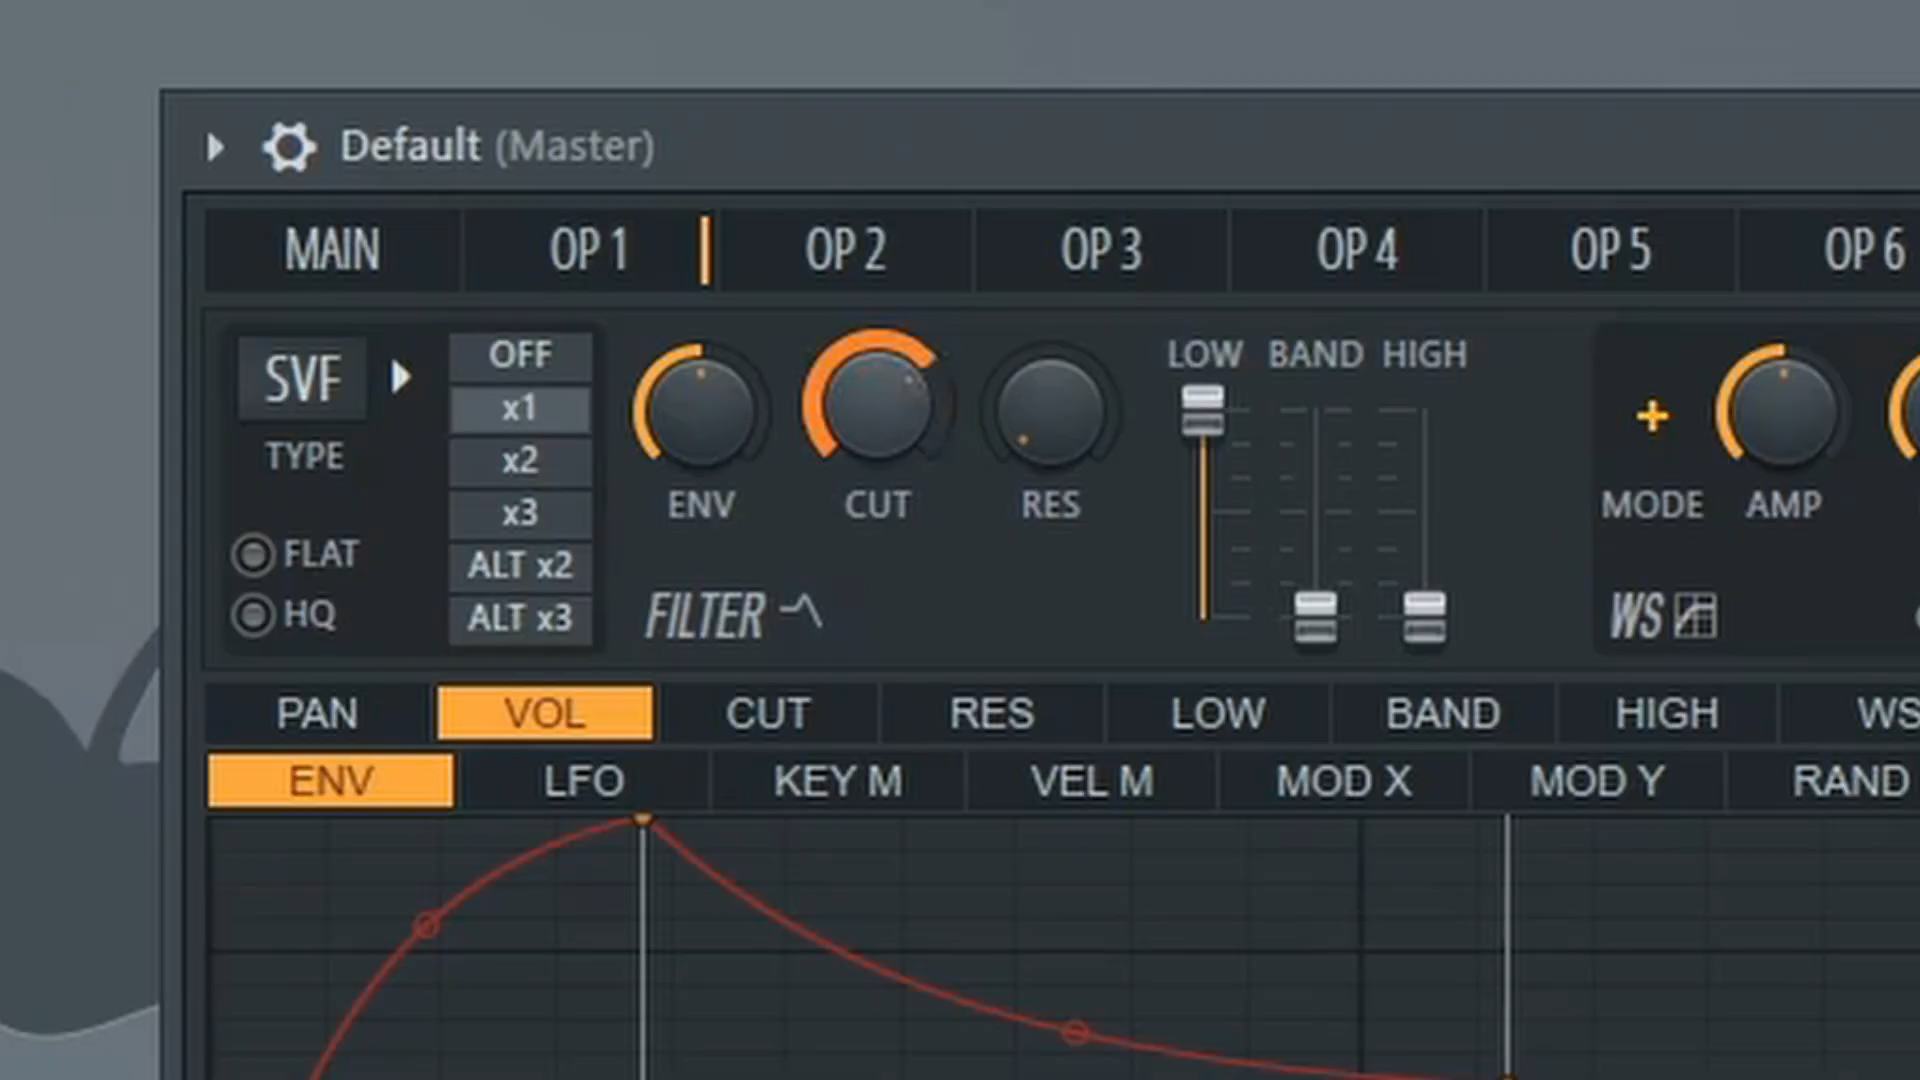 Default (Master)
MAIN OP 1 OP 2 OP 3 OP 4 OP 5 OP 6
SVF
TYPE
FLAT
HQ
OFF
x1
x2
x3
ALT x2
ALT x3
ENV CUT RES
FILTER
LOW BAND HIGH
MODE AMP
WS
PAN VOL CUT RES LOW BAND HIGH WS
ENV LFO KEY M VEL M MOD X MOD Y RAND